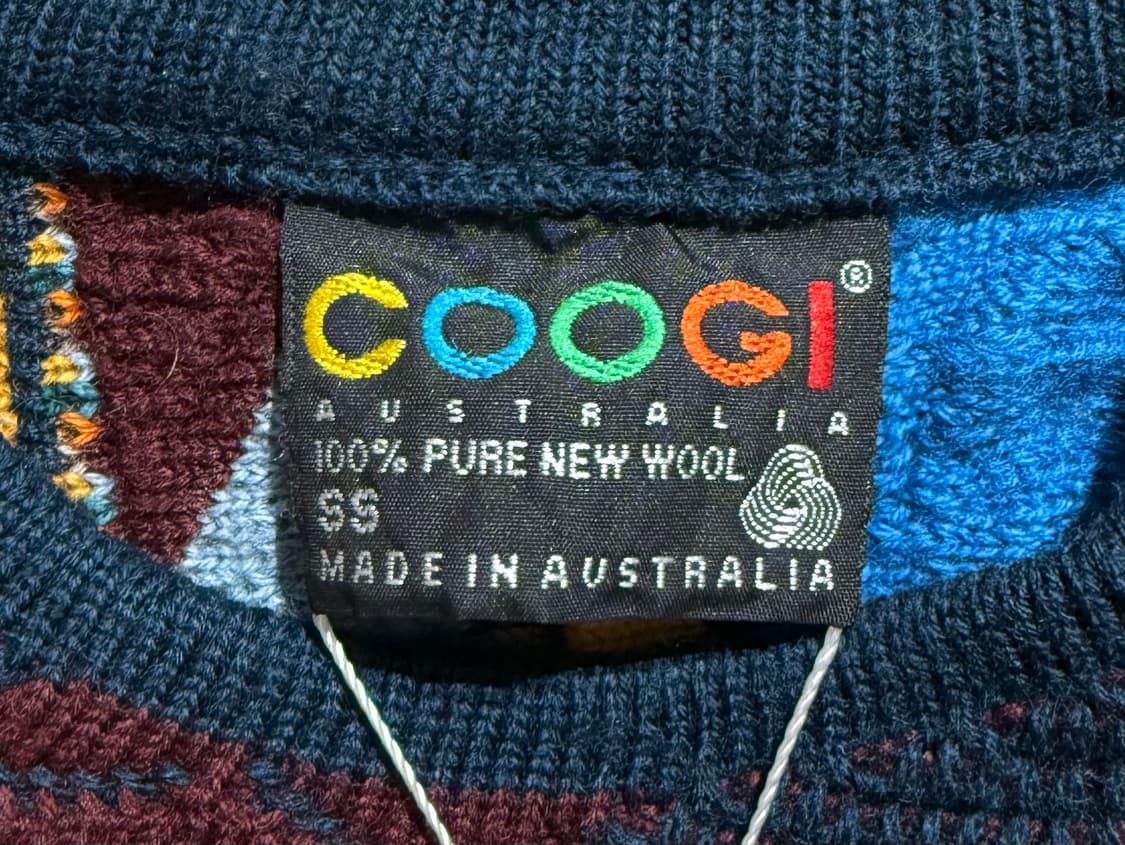 COOGI®
AUSTRALIA
100% PURE NEW WOOL
SS
MADE IN AUSTRALIA